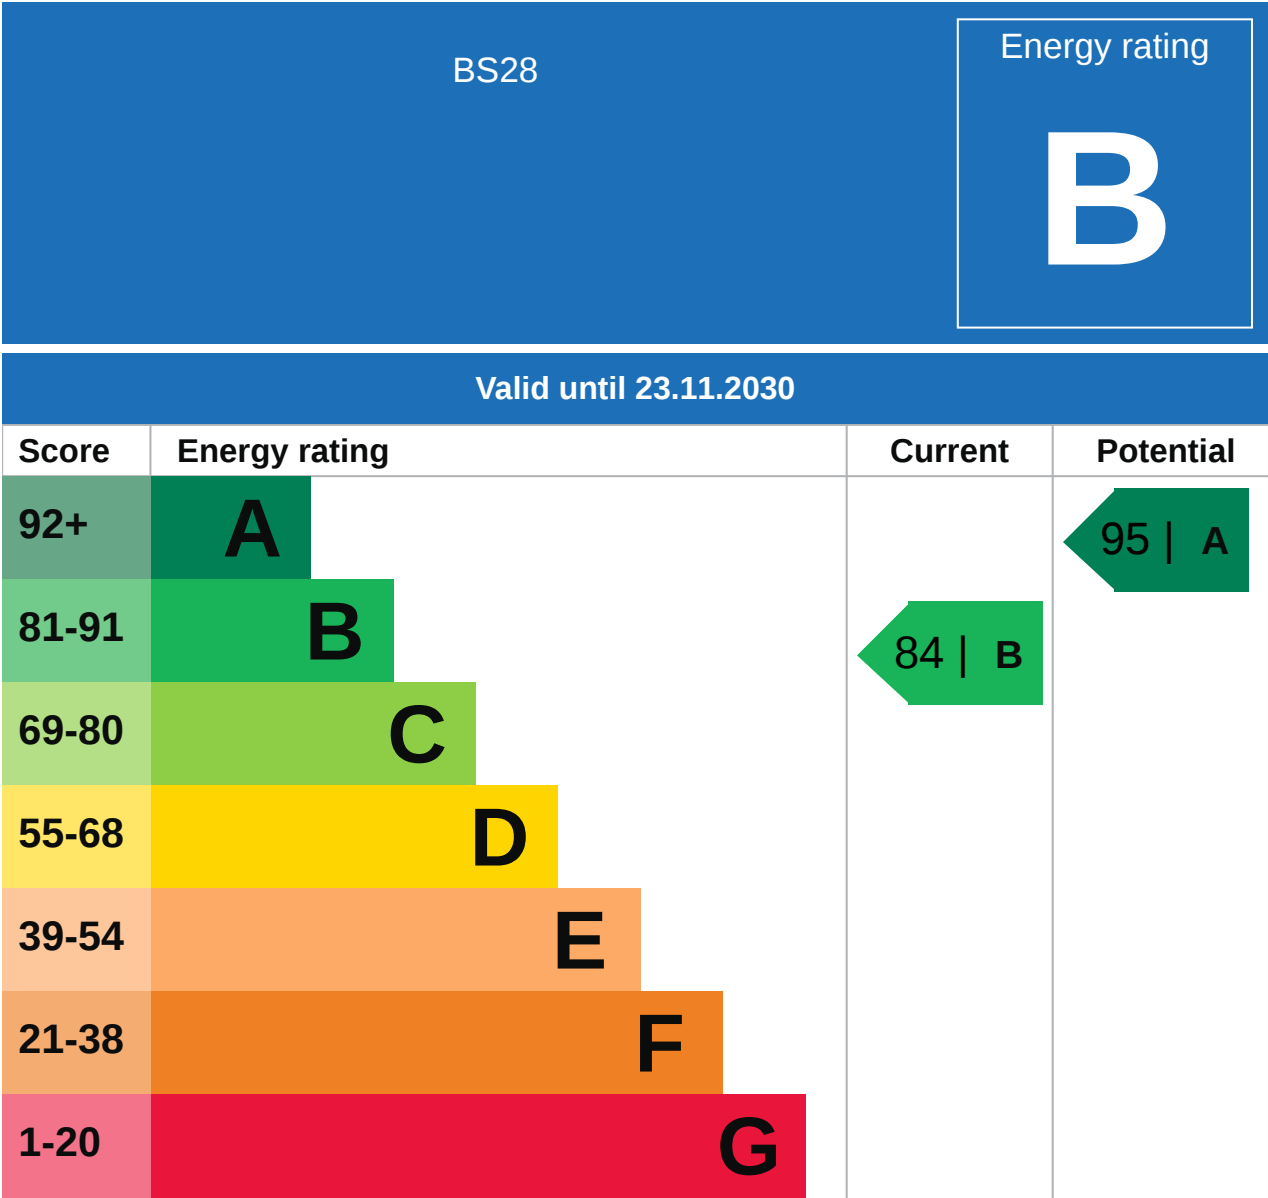 BS28
Energy rating
B
Valid until 23.11.2030
Score Energy rating Current Potential
92+ A 95 | A
81-91 B 84 | B
69-80 C
55-68 D
39-54 E
21-38 F
1-20 G